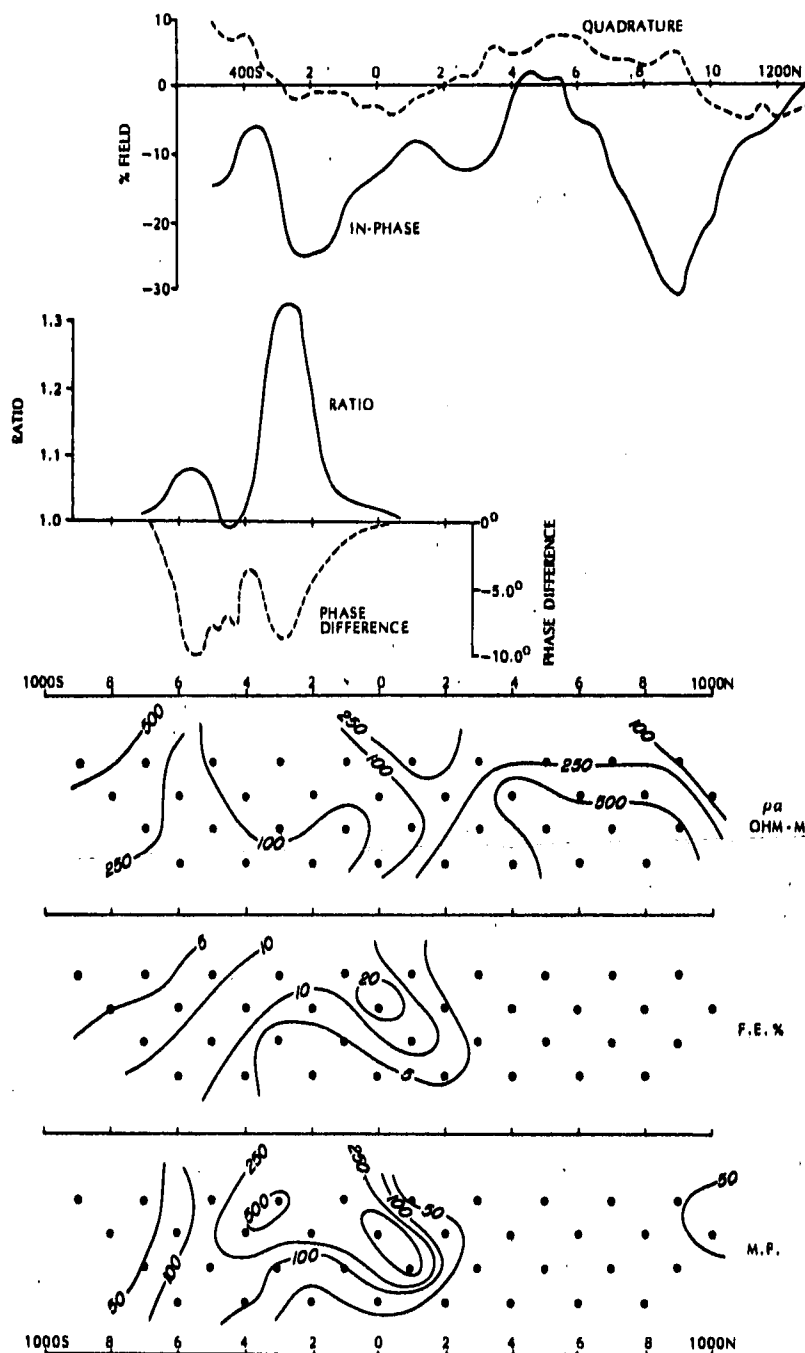 10
QUADRATURE
400S 2 0 2 4 6 8 10 1200N
0
-10
-20
-30
% FIELD
IN-PHASE
1.3
1.2
1.1
1.0
RATIO
RATIO
0°
-5.0°
-10.0°
PHASE DIFFERENCE
PHASE
DIFFERENCE
1000S 8 6 4 2 0 2 4 6 8 1000N
500 250 100
250
100
500
250 100
ρa
OHM-M
5 10
20
10
5
F.E.%
250 250
500 100 50 50
100
50 100
M.F.
1000S 8 6 4 2 0 2 4 6 8 1000N